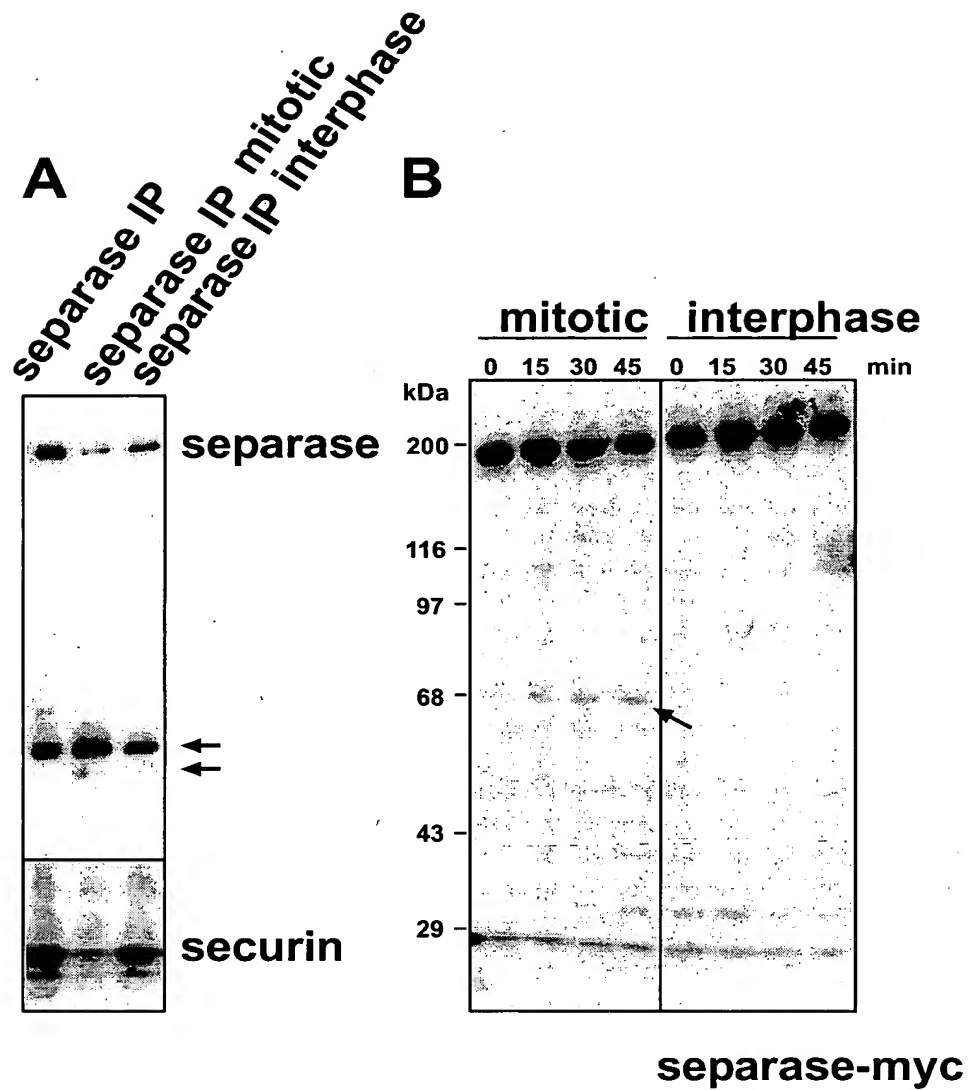 A
separase IP
separase IP mitotic
separase IP interphase
separase
securin
B
mitotic interphase
0 15 30 45 0 15 30 45 min
kDa
200
116
97
68
43
29
separase-myc